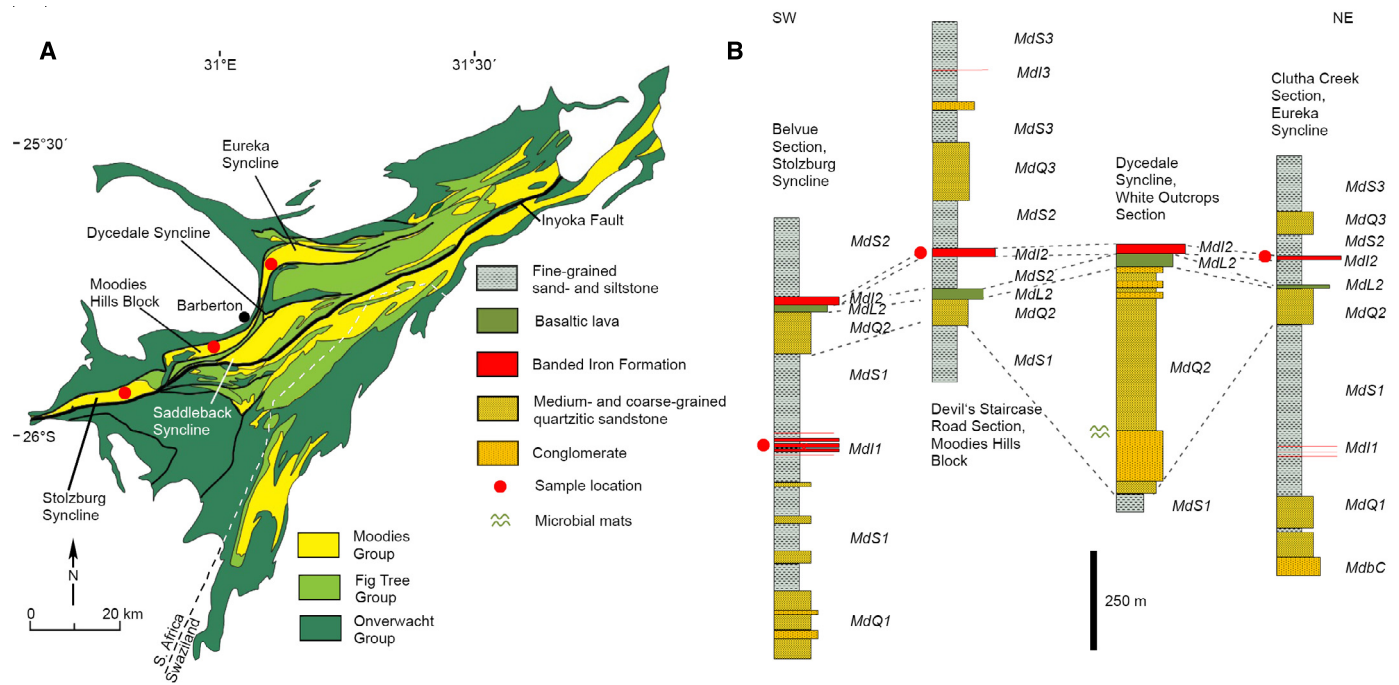 A
31°E
31°30´
25°30´
Eureka
Syncline
Dycedale Syncline
Moodies
Hills Block
Barberton
Inyoka Fault
Saddleback
Syncline
26°S
Stolzburg
Syncline
N
0
20 km
S. Africa
Swaziland
Fine-grained
sand- and siltstone
Basaltic lava
Banded Iron Formation
Medium- and coarse-grained
quartzitic sandstone
Conglomerate
Sample location
Microbial mats
Moodies
Group
Fig Tree
Group
Onverwacht
Group
B
SW
NE
Belvue
Section,
Stolzburg
Syncline
MdS2
MdI2
MdL2
MdQ2
MdS1
MdI1
MdS1
MdQ1
MdS3
MdI3
MdS3
MdQ3
MdS2
MdI2
MdS2
MdL2
MdQ2
MdS1
Devil's Staircase
Road Section,
Moodies Hills
Block
Dycedale
Syncline,
White Outcrops
Section
MdI2
MdL2
MdQ2
MdS1
250 m
Clutha Creek
Section,
Eureka
Syncline
MdS3
MdQ3
MdS2
MdI2
MdL2
MdQ2
MdS1
MdI1
MdQ1
MdbC